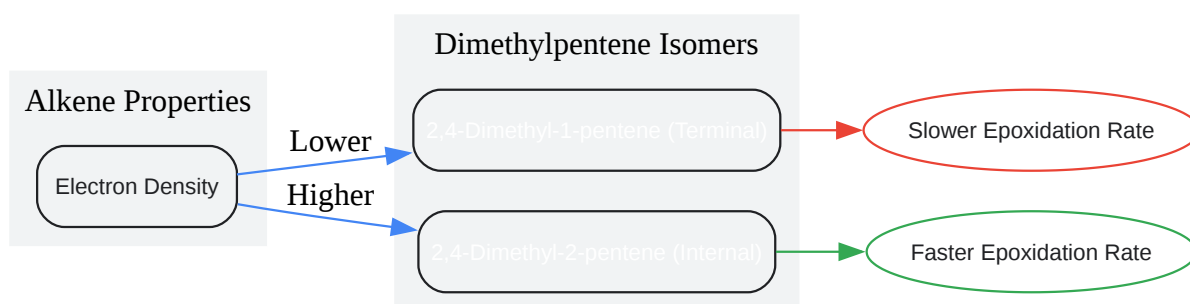 Dimethylpentene Isomers
Alkene Properties
2,4-Dimethyl-1-pentene (Terminal)
Slower Epoxidation Rate
Lower
Electron Density
Higher
2,4-Dimethyl-2-pentene (Internal)
Faster Epoxidation Rate